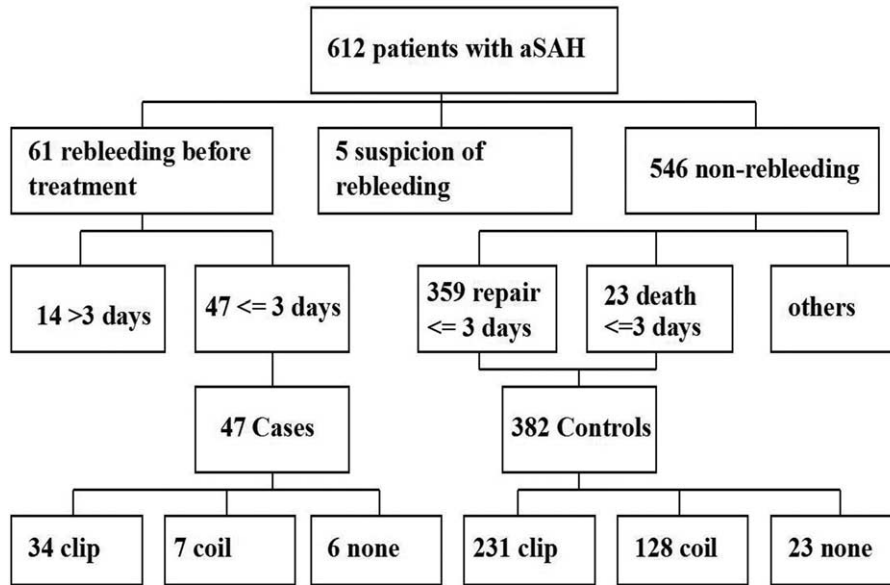 612 patients with aSAH
61 rebleeding before
treatment
5 suspicion of
rebleeding
546 non-rebleeding
14 >3 days
47 <= 3 days
359 repair
<= 3 days
23 death
<=3 days
others
47 Cases
382 Controls
34 clip
7 coil
6 none
231 clip
128 coil
23 none